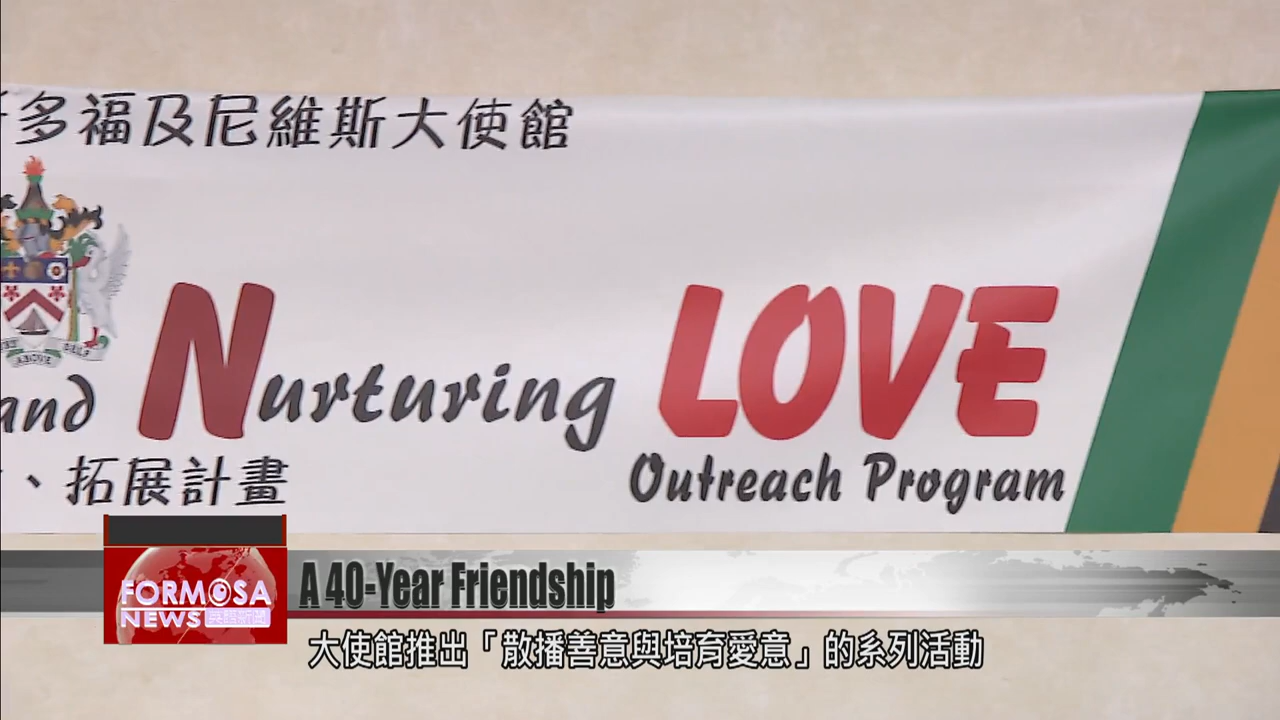 多福及尼維斯大使館
ABOVE SELF
and Nurturing LOVE
、拓展計畫
Outreach Program
A 40-Year Friendship
FORMOSA
NEWS
大使館推出「散播善意與培育愛意」的系列活動